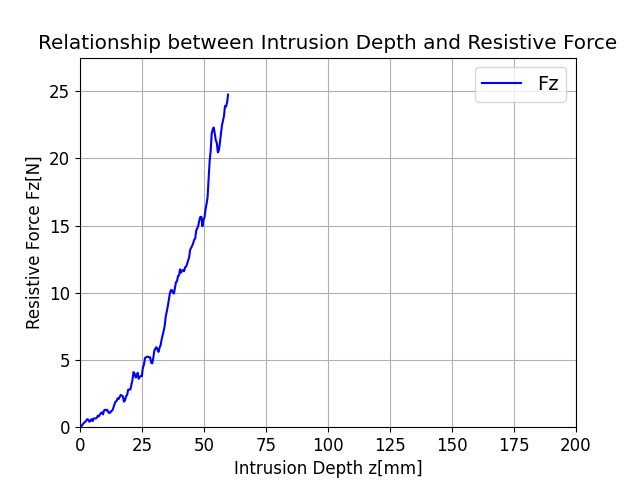 Relationship between Intrusion Depth and Resistive Force
Fz
Resistive Force Fz[N]
25
20
15
10
5
0
0 25 50 75 100 125 150 175 200
Intrusion Depth z[mm]